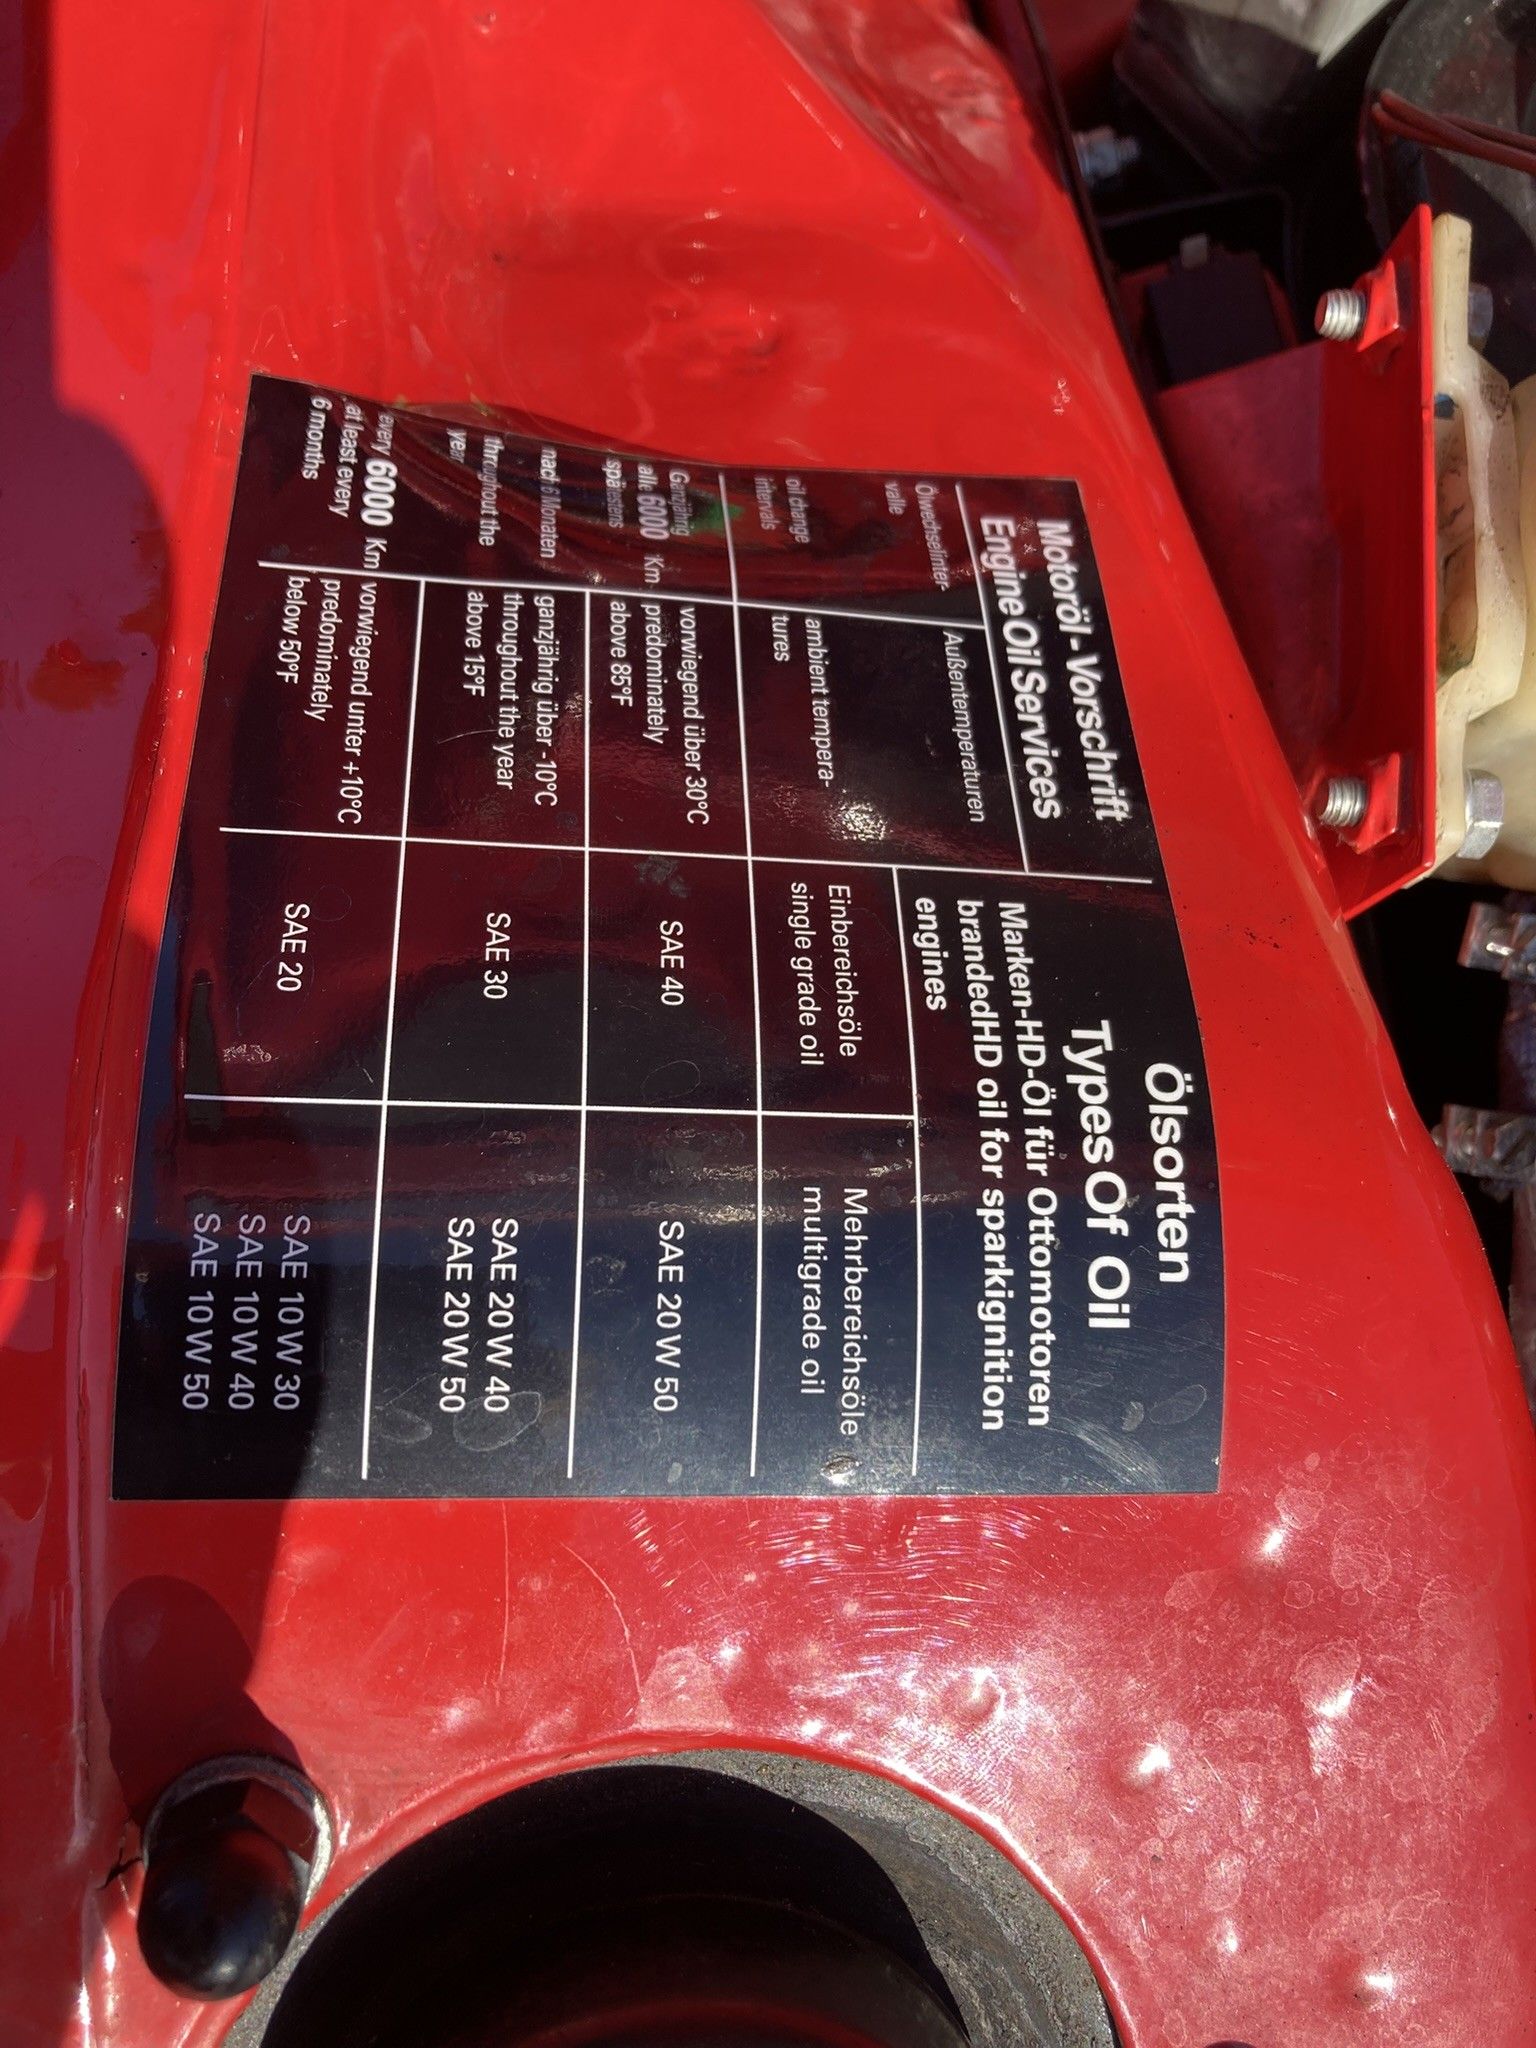 Motoröl-Vorschrift
Engine Oil Services
Ölsorten
Types Of Oil
Ölwechselinter-
valle
oil change
intervals
Außentemperaturen
ambient tempera-
tures
Marken-HD-Öl für Ottomotoren
brandedHD oil for sparkignition
engines
Einbereichsöle
single grade oil
Mehrbereichsöle
multigrade oil
Ganzjährig
alle 6000 Km
spätestens
nach 6 Monaten
throughout the
year
every 6000 Km
at least every
6 months
vorwiegend über 30°C
predominately
above 85°F
SAE 40
SAE 20 W 50
ganzjährig über -10°C
throughout the year
above 15°F
SAE 30
SAE 20 W 40
SAE 20 W 50
vorwiegend unter +10°C
predominately
below 50°F
SAE 20
SAE 10 W 30
SAE 10 W 40
SAE 10 W 50